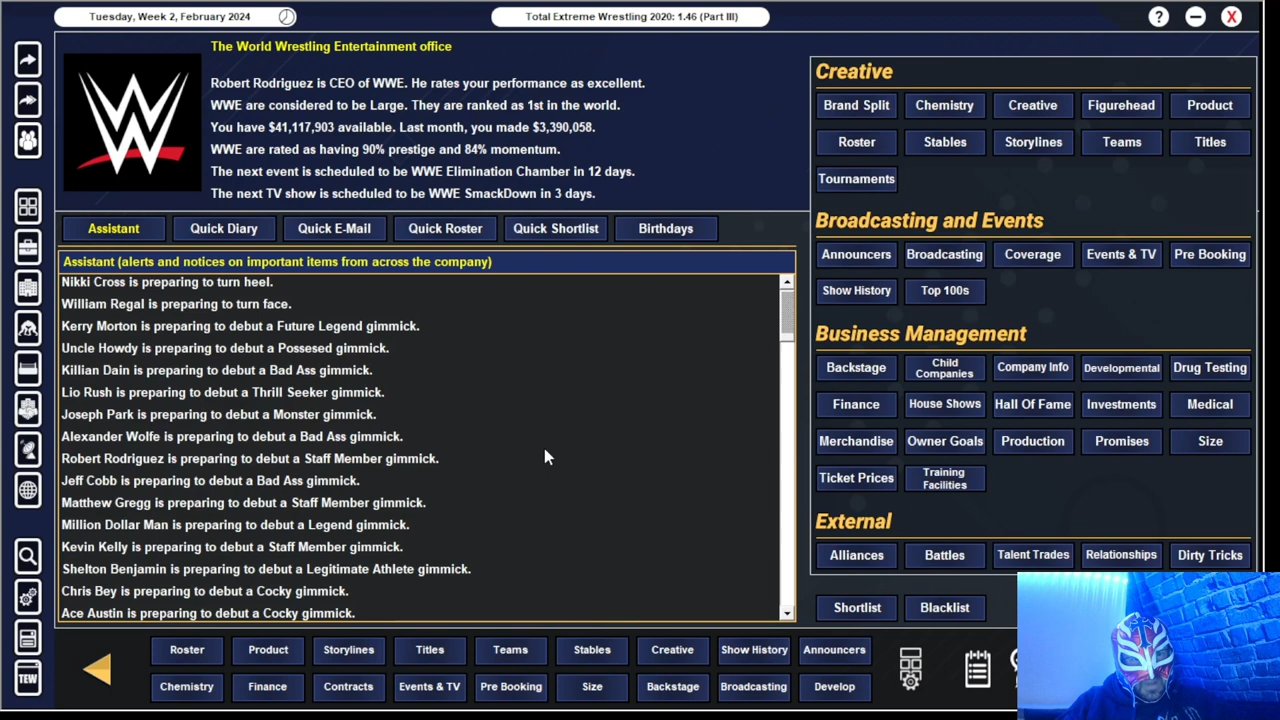 Tuesday, Week 2, February 2024
Total Extreme Wrestling 2020: 1.46 (Part III)
?
X
The World Wrestling Entertainment office
Robert Rodriguez is CEO of WWE. He rates your performance as excellent.
WWE are considered to be Large. They are ranked as 1st in the world.
You have $41,117,903 available. Last month, you made $3,390,058.
WWE are rated as having 90% prestige and 84% momentum.
The next event is scheduled to be WWE Elimination Chamber in 12 days.
The next TV show is scheduled to be WWE SmackDown in 3 days.
Assistant Quick Diary Quick E-Mail Quick Roster Quick Shortlist Birthdays
Assistant (alerts and notices on important items from across the company)
Nikki Cross is preparing to turn heel.
William Regal is preparing to turn face.
Kerry Morton is preparing to debut a Future Legend gimmick.
Uncle Howdy is preparing to debut a Possesed gimmick.
Killian Dain is preparing to debut a Bad Ass gimmick.
Lio Rush is preparing to debut a Thrill Seeker gimmick.
Joseph Park is preparing to debut a Monster gimmick.
Alexander Wolfe is preparing to debut a Bad Ass gimmick.
Robert Rodriguez is preparing to debut a Staff Member gimmick.
Jeff Cobb is preparing to debut a Bad Ass gimmick.
Matthew Gregg is preparing to debut a Staff Member gimmick.
Million Dollar Man is preparing to debut a Legend gimmick.
Kevin Kelly is preparing to debut a Staff Member gimmick.
Shelton Benjamin is preparing to debut a Legitimate Athlete gimmick.
Chris Bey is preparing to debut a Cocky gimmick.
Ace Austin is preparing to debut a Cocky gimmick.
Creative
Brand Split Chemistry Creative Figurehead Product
Roster Stables Storylines Teams Titles
Tournaments
Broadcasting and Events
Announcers Broadcasting Coverage Events & TV Pre Booking
Show History Top 100s
Business Management
Backstage Child Companies Company Info Developmental Drug Testing
Finance House Shows Hall Of Fame Investments Medical
Merchandise Owner Goals Production Promises Size
Ticket Prices Training Facilities
External
Alliances Battles Talent Trades Relationships Dirty Tricks
Shortlist Blacklist
Roster Product Storylines Titles Teams Stables Creative Show History Announcers
Chemistry Finance Contracts Events & TV Pre Booking Size Backstage Broadcasting Develop
TEW